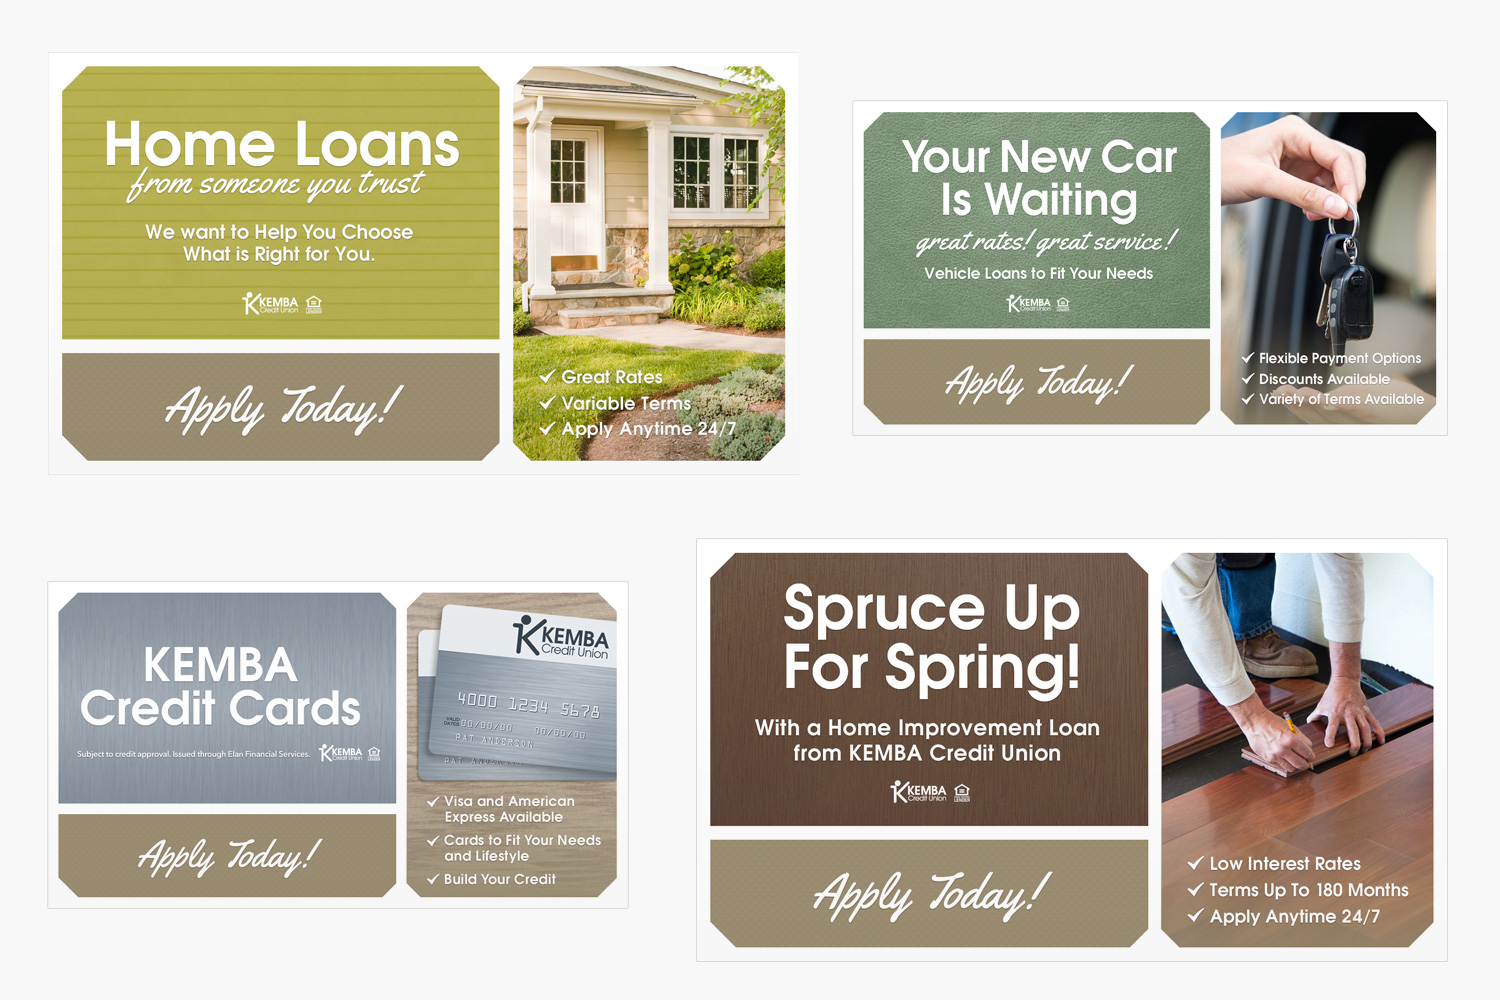 Home Loans
from someone you trust
We want to Help You Choose
What is Right for You.
KEMBA
Credit Union
LENDER
Apply Today!
Great Rates
Variable Terms
Apply Anytime 24/7
Your New Car
Is Waiting
great rates! great service!
Vehicle Loans to Fit Your Needs
KEMBA
Credit Union
LENDER
Apply Today!
Flexible Payment Options
Discounts Available
Variety of Terms Available
KEMBA
Credit Cards
Subject to credit approval. Issued through Elan Financial Services.
KEMBA
Credit Union
LENDER
Apply Today!
KEMBA
Credit Union
4000 1234 5678
VALID
DATES
00/00/00 00/00/00
PAT ANDERSON
Visa and American
Express Available
Cards to Fit Your Needs
and Lifestyle
Build Your Credit
Spruce Up
For Spring!
With a Home Improvement Loan
from KEMBA Credit Union
KEMBA
Credit Union
LENDER
Apply Today!
Low Interest Rates
Terms Up To 180 Months
Apply Anytime 24/7